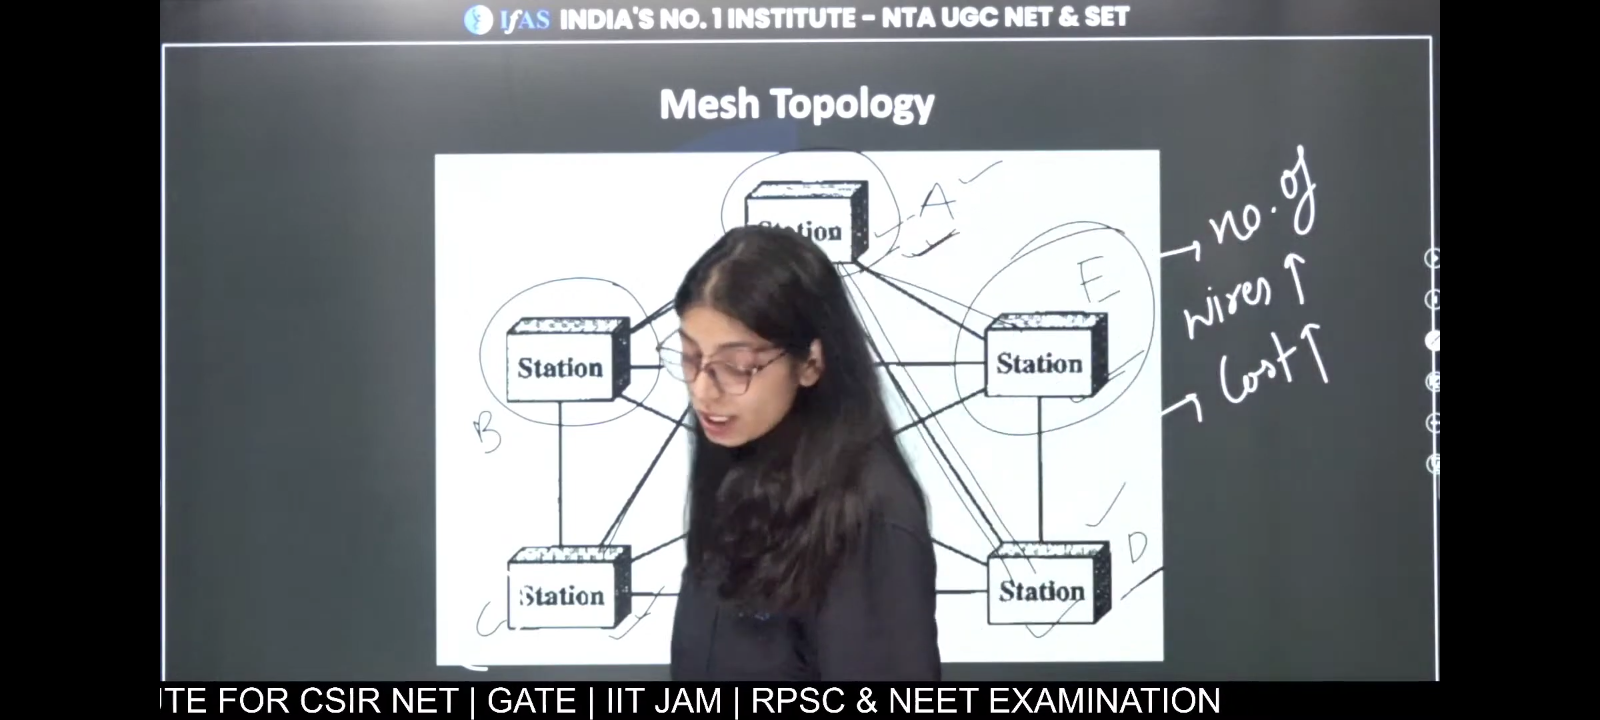 IFAS INDIA'S NO. 1 INSTITUTE – NTA UGC NET & SET
Mesh Topology
Station
A
E
Station
Station
B
Station
C
Station
D
→ no. of
wires ↑
→ Cost ↑
TE FOR CSIR NET | GATE | IIT JAM | RPSC & NEET EXAMINATION